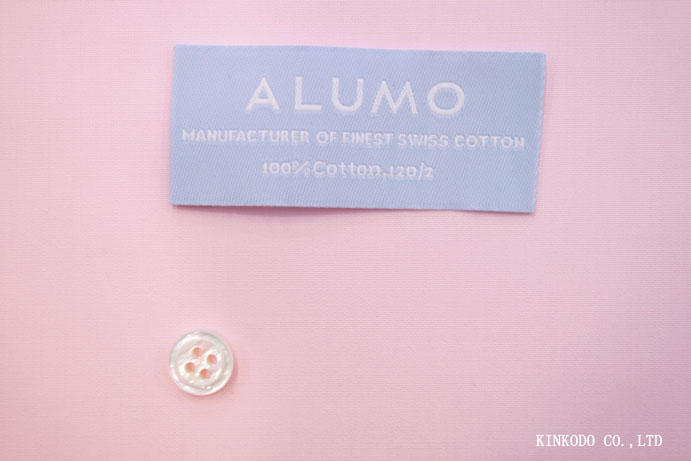 ALUMO
MANUFACTURER OF FINEST SWISS COTTON
100%Cotton.120/2
KINKODO CO.,LTD